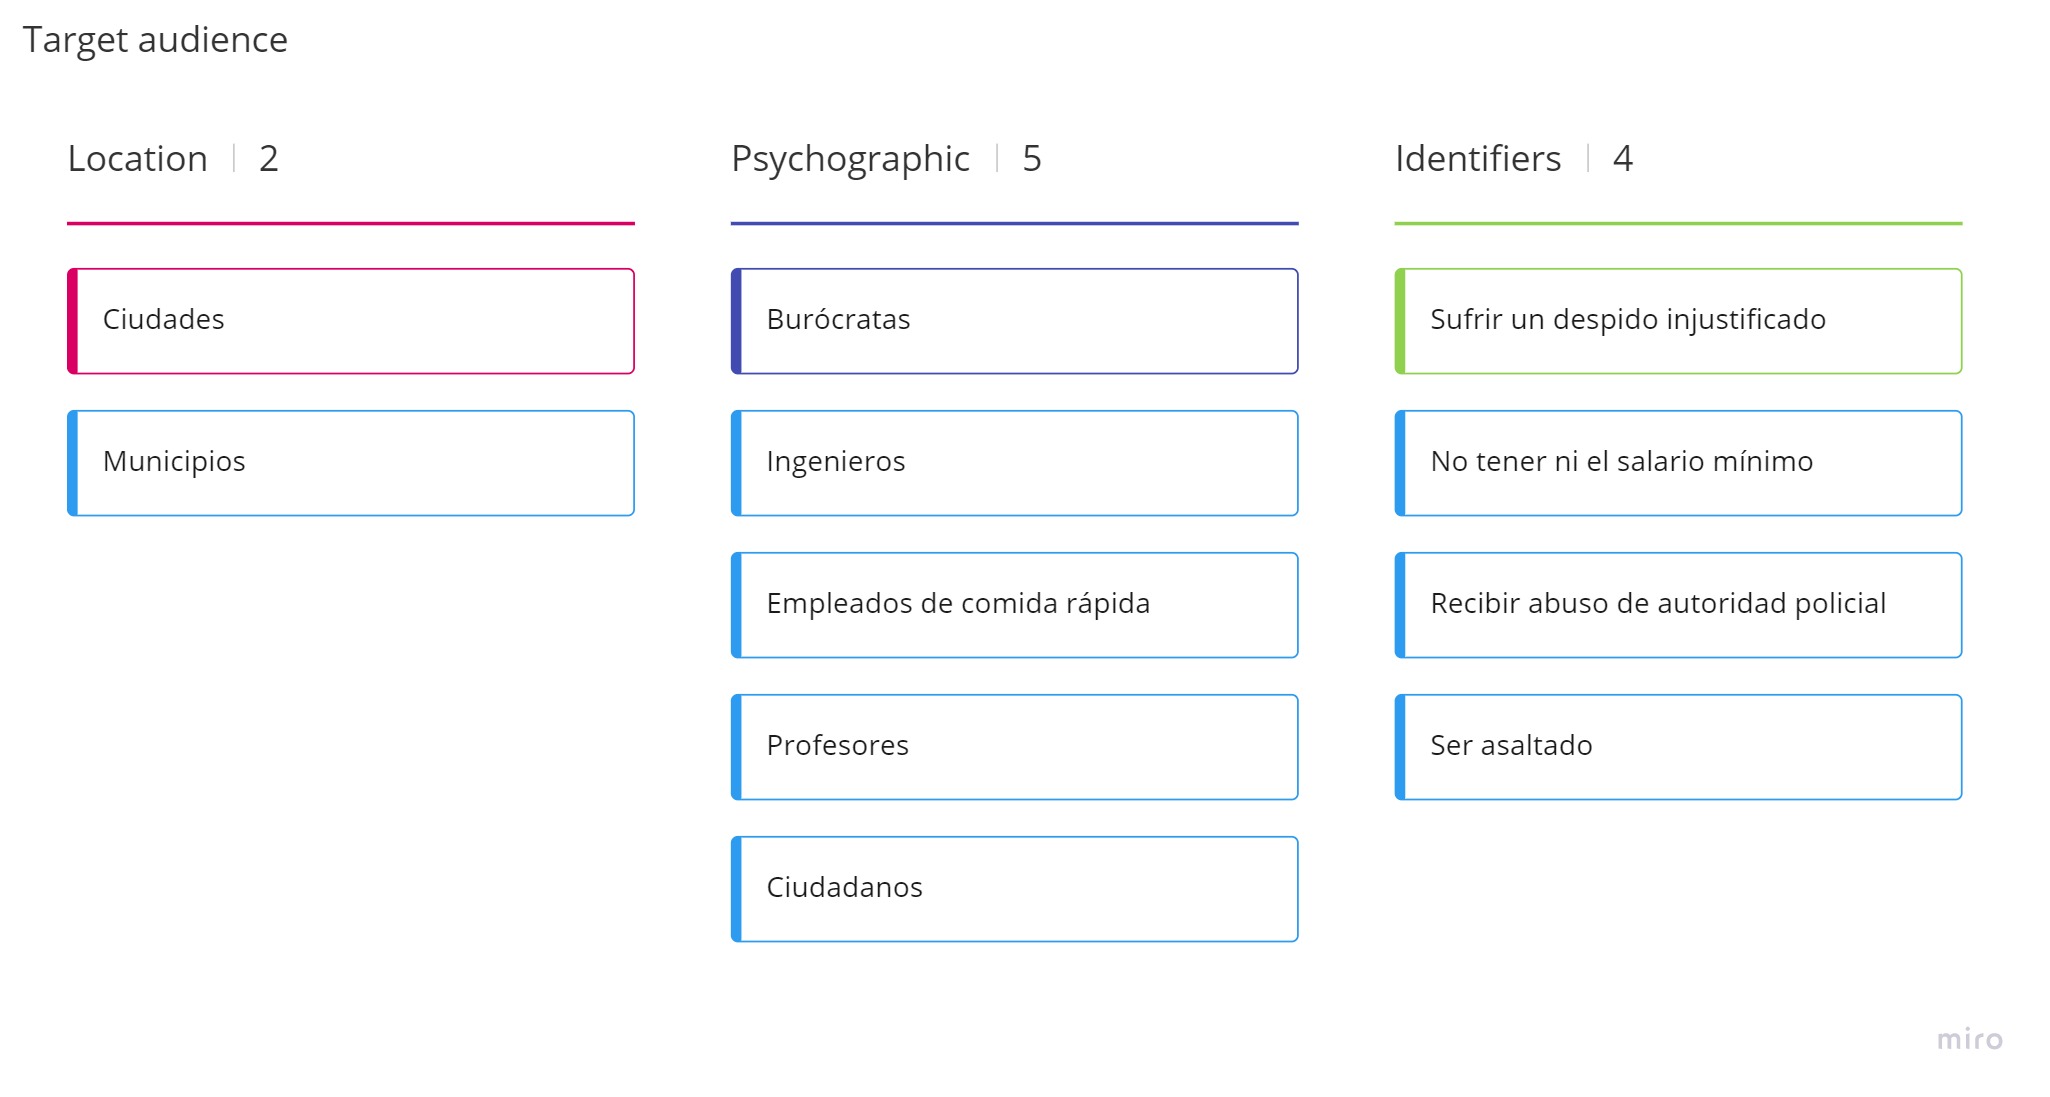 Target audience
Location | 2
Ciudades
Municipios
Psychographic | 5
Burócratas
Ingenieros
Empleados de comida rápida
Profesores
Ciudadanos
Identifiers | 4
Sufrir un despido injustificado
No tener ni el salario mínimo
Recibir abuso de autoridad policial
Ser asaltado
miro